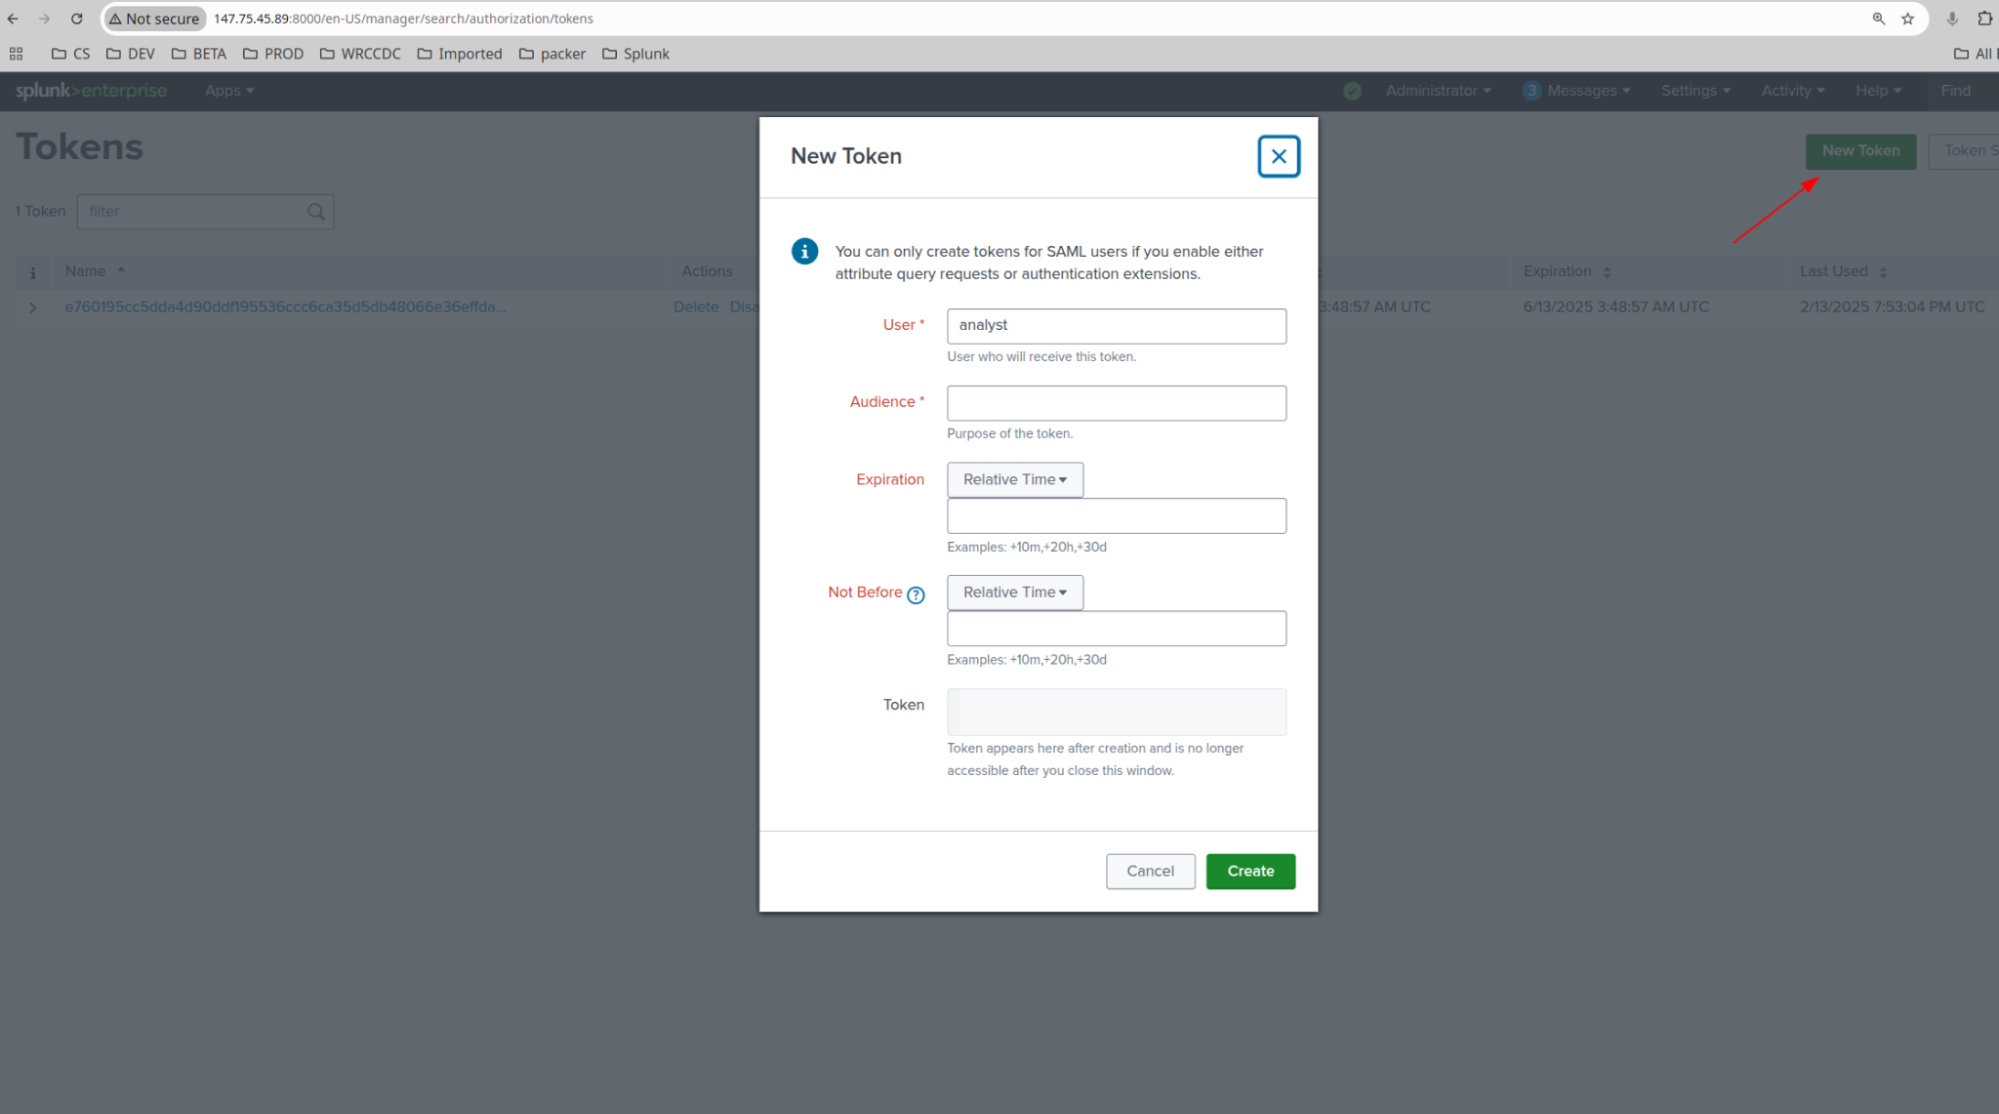 Not secure 147.75.45.89:8000/en-US/manager/search/authorization/tokens
CS DEV BETA PROD WRCCDC Imported packer Splunk All
splunk>enterprise Apps Administrator 3 Messages Settings Activity Help Find
Tokens
New Token Token S
1 Token filter
i Name Actions Expiration Last Used
e760195cc5dda4d90ddf195536ccc6ca35d5db48066e36effda... Delete Disa 3:48:57 AM UTC 6/13/2025 3:48:57 AM UTC 2/13/2025 7:53:04 PM UTC
New Token
You can only create tokens for SAML users if you enable either
attribute query requests or authentication extensions.
User * analyst
User who will receive this token.
Audience *
Purpose of the token.
Expiration Relative Time
Examples: +10m,+20h,+30d
Not Before ? Relative Time
Examples: +10m,+20h,+30d
Token
Token appears here after creation and is no longer
accessible after you close this window.
Cancel Create